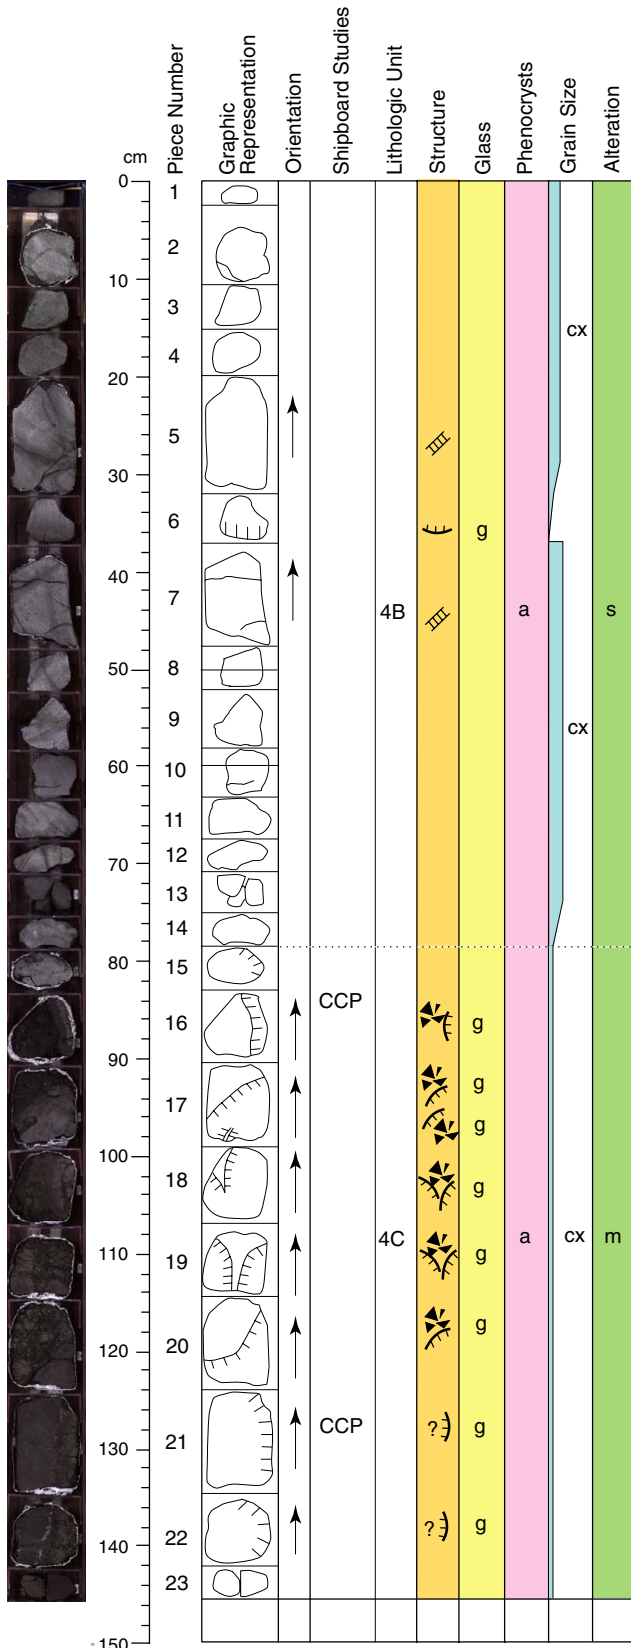 cm
Piece Number
Graphic
Representation
Orientation
Shipboard Studies
Lithologic Unit
Structure
Glass
Phenocrysts
Grain Size
Alteration
0
1
2
10
3
cx
4
20
5
30
6
g
40
7
4B
a
s
50
8
9
cx
60
10
11
70
12
13
14
80
15
CCP
16
g
90
g
17
g
100
18
g
4C
a
cx
m
110
19
g
20
g
120
21
CCP
?
g
130
22
?
g
140
23
150